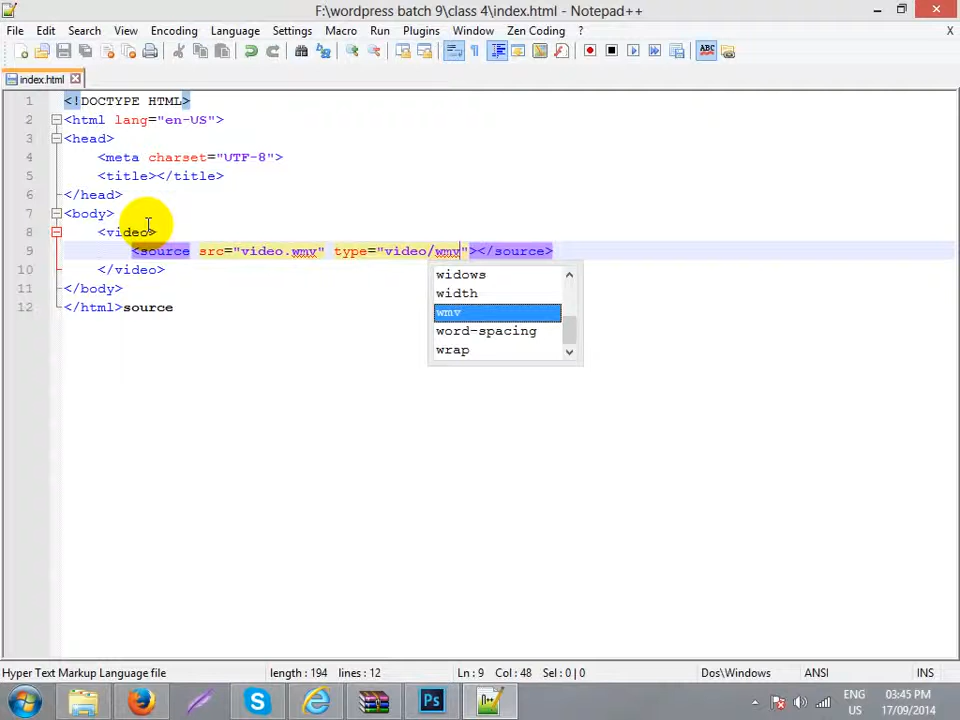 F:\wordpress batch 9\class 4\index.html - Notepad++
File Edit Search View Encoding Language Settings Macro Run Plugins Window Zen Coding ? X
ABC
index.html
1 <!DOCTYPE HTML>
2 <html lang="en-US">
3 <head>
4 <meta charset="UTF-8">
5 <title></title>
6 </head>
7 <body>
8 <video>
9 <source src="video.wmv" type="video/wmv"></source>
10 </video>
11 </body>
12 </html>source
widows
width
wmv
word-spacing
wrap
Hyper Text Markup Language file length : 194 lines : 12 Ln : 9 Col : 48 Sel : 0 | 0 Dos\Windows ANSI INS
ENG 03:45 PM
US 17/09/2014